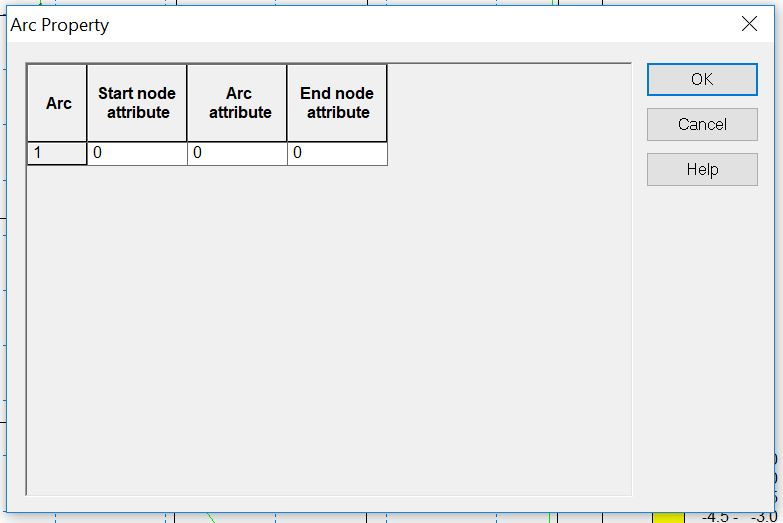 Arc Property
Arc
Start node
attribute
Arc
attribute
End node
attribute
1
0
0
0
OK
Cancel
Help
-4.5 - -3.0